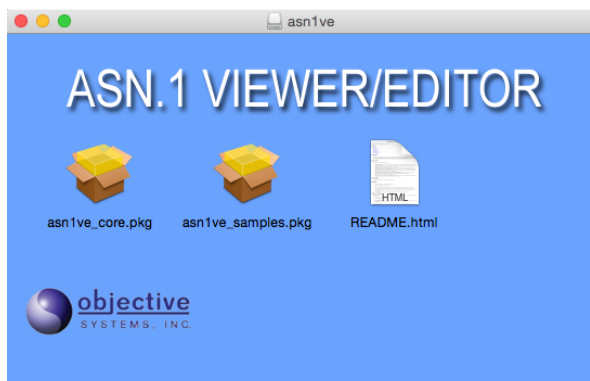 asn1ve
ASN.1 VIEWER/EDITOR
HTML
asn1ve_core.pkg asn1ve_samples.pkg README.html
objective
SYSTEMS, INC.